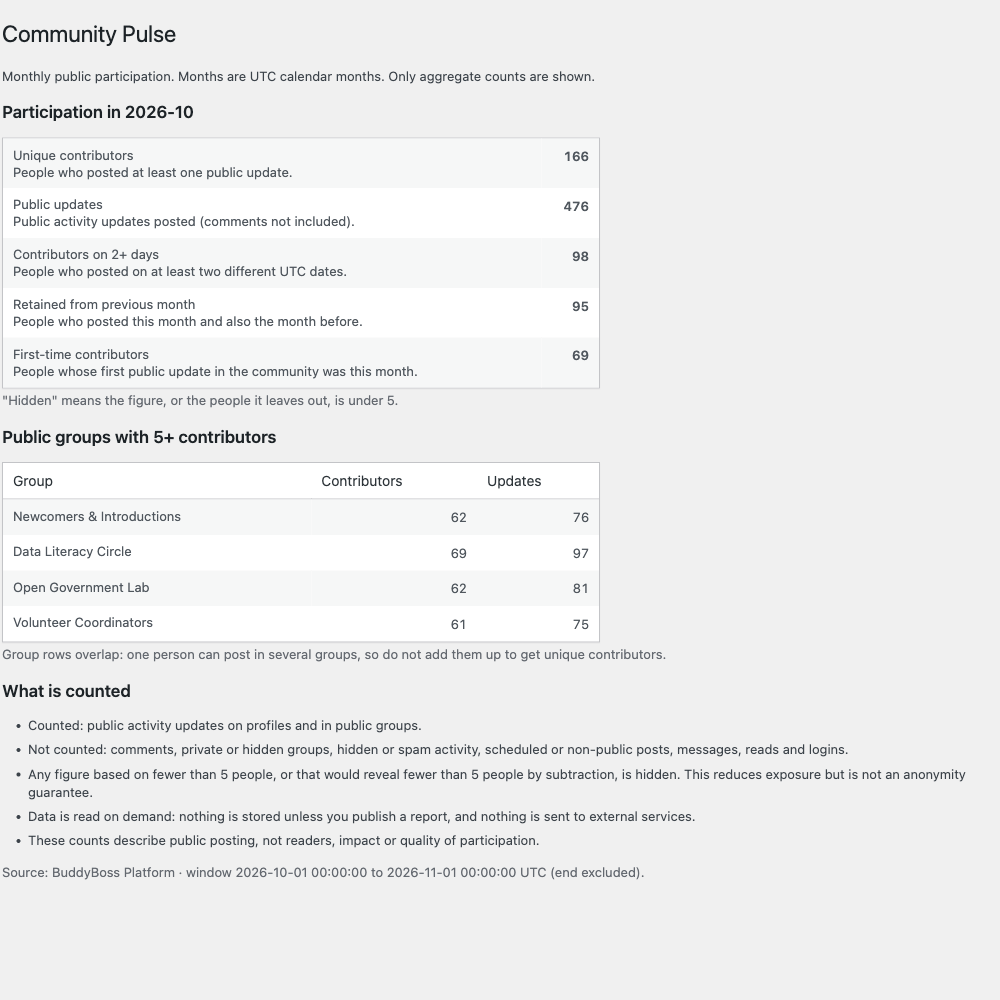 Community Pulse
Monthly public participation. Months are UTC calendar months. Only aggregate counts are shown.
Participation in 2026-10
Unique contributors 166
People who posted at least one public update.
Public updates 476
Public activity updates posted (comments not included).
Contributors on 2+ days 98
People who posted on at least two different UTC dates.
Retained from previous month 95
People who posted this month and also the month before.
First-time contributors 69
People whose first public update in the community was this month.
"Hidden" means the figure, or the people it leaves out, is under 5.
Public groups with 5+ contributors
Group Contributors Updates
Newcomers & Introductions 62 76
Data Literacy Circle 69 97
Open Government Lab 62 81
Volunteer Coordinators 61 75
Group rows overlap: one person can post in several groups, so do not add them up to get unique contributors.
What is counted
• Counted: public activity updates on profiles and in public groups.
• Not counted: comments, private or hidden groups, hidden or spam activity, scheduled or non-public posts, messages, reads and logins.
• Any figure based on fewer than 5 people, or that would reveal fewer than 5 people by subtraction, is hidden. This reduces exposure but is not an anonymity
guarantee.
• Data is read on demand: nothing is stored unless you publish a report, and nothing is sent to external services.
• These counts describe public posting, not readers, impact or quality of participation.
Source: BuddyBoss Platform · window 2026-10-01 00:00:00 to 2026-11-01 00:00:00 UTC (end excluded).